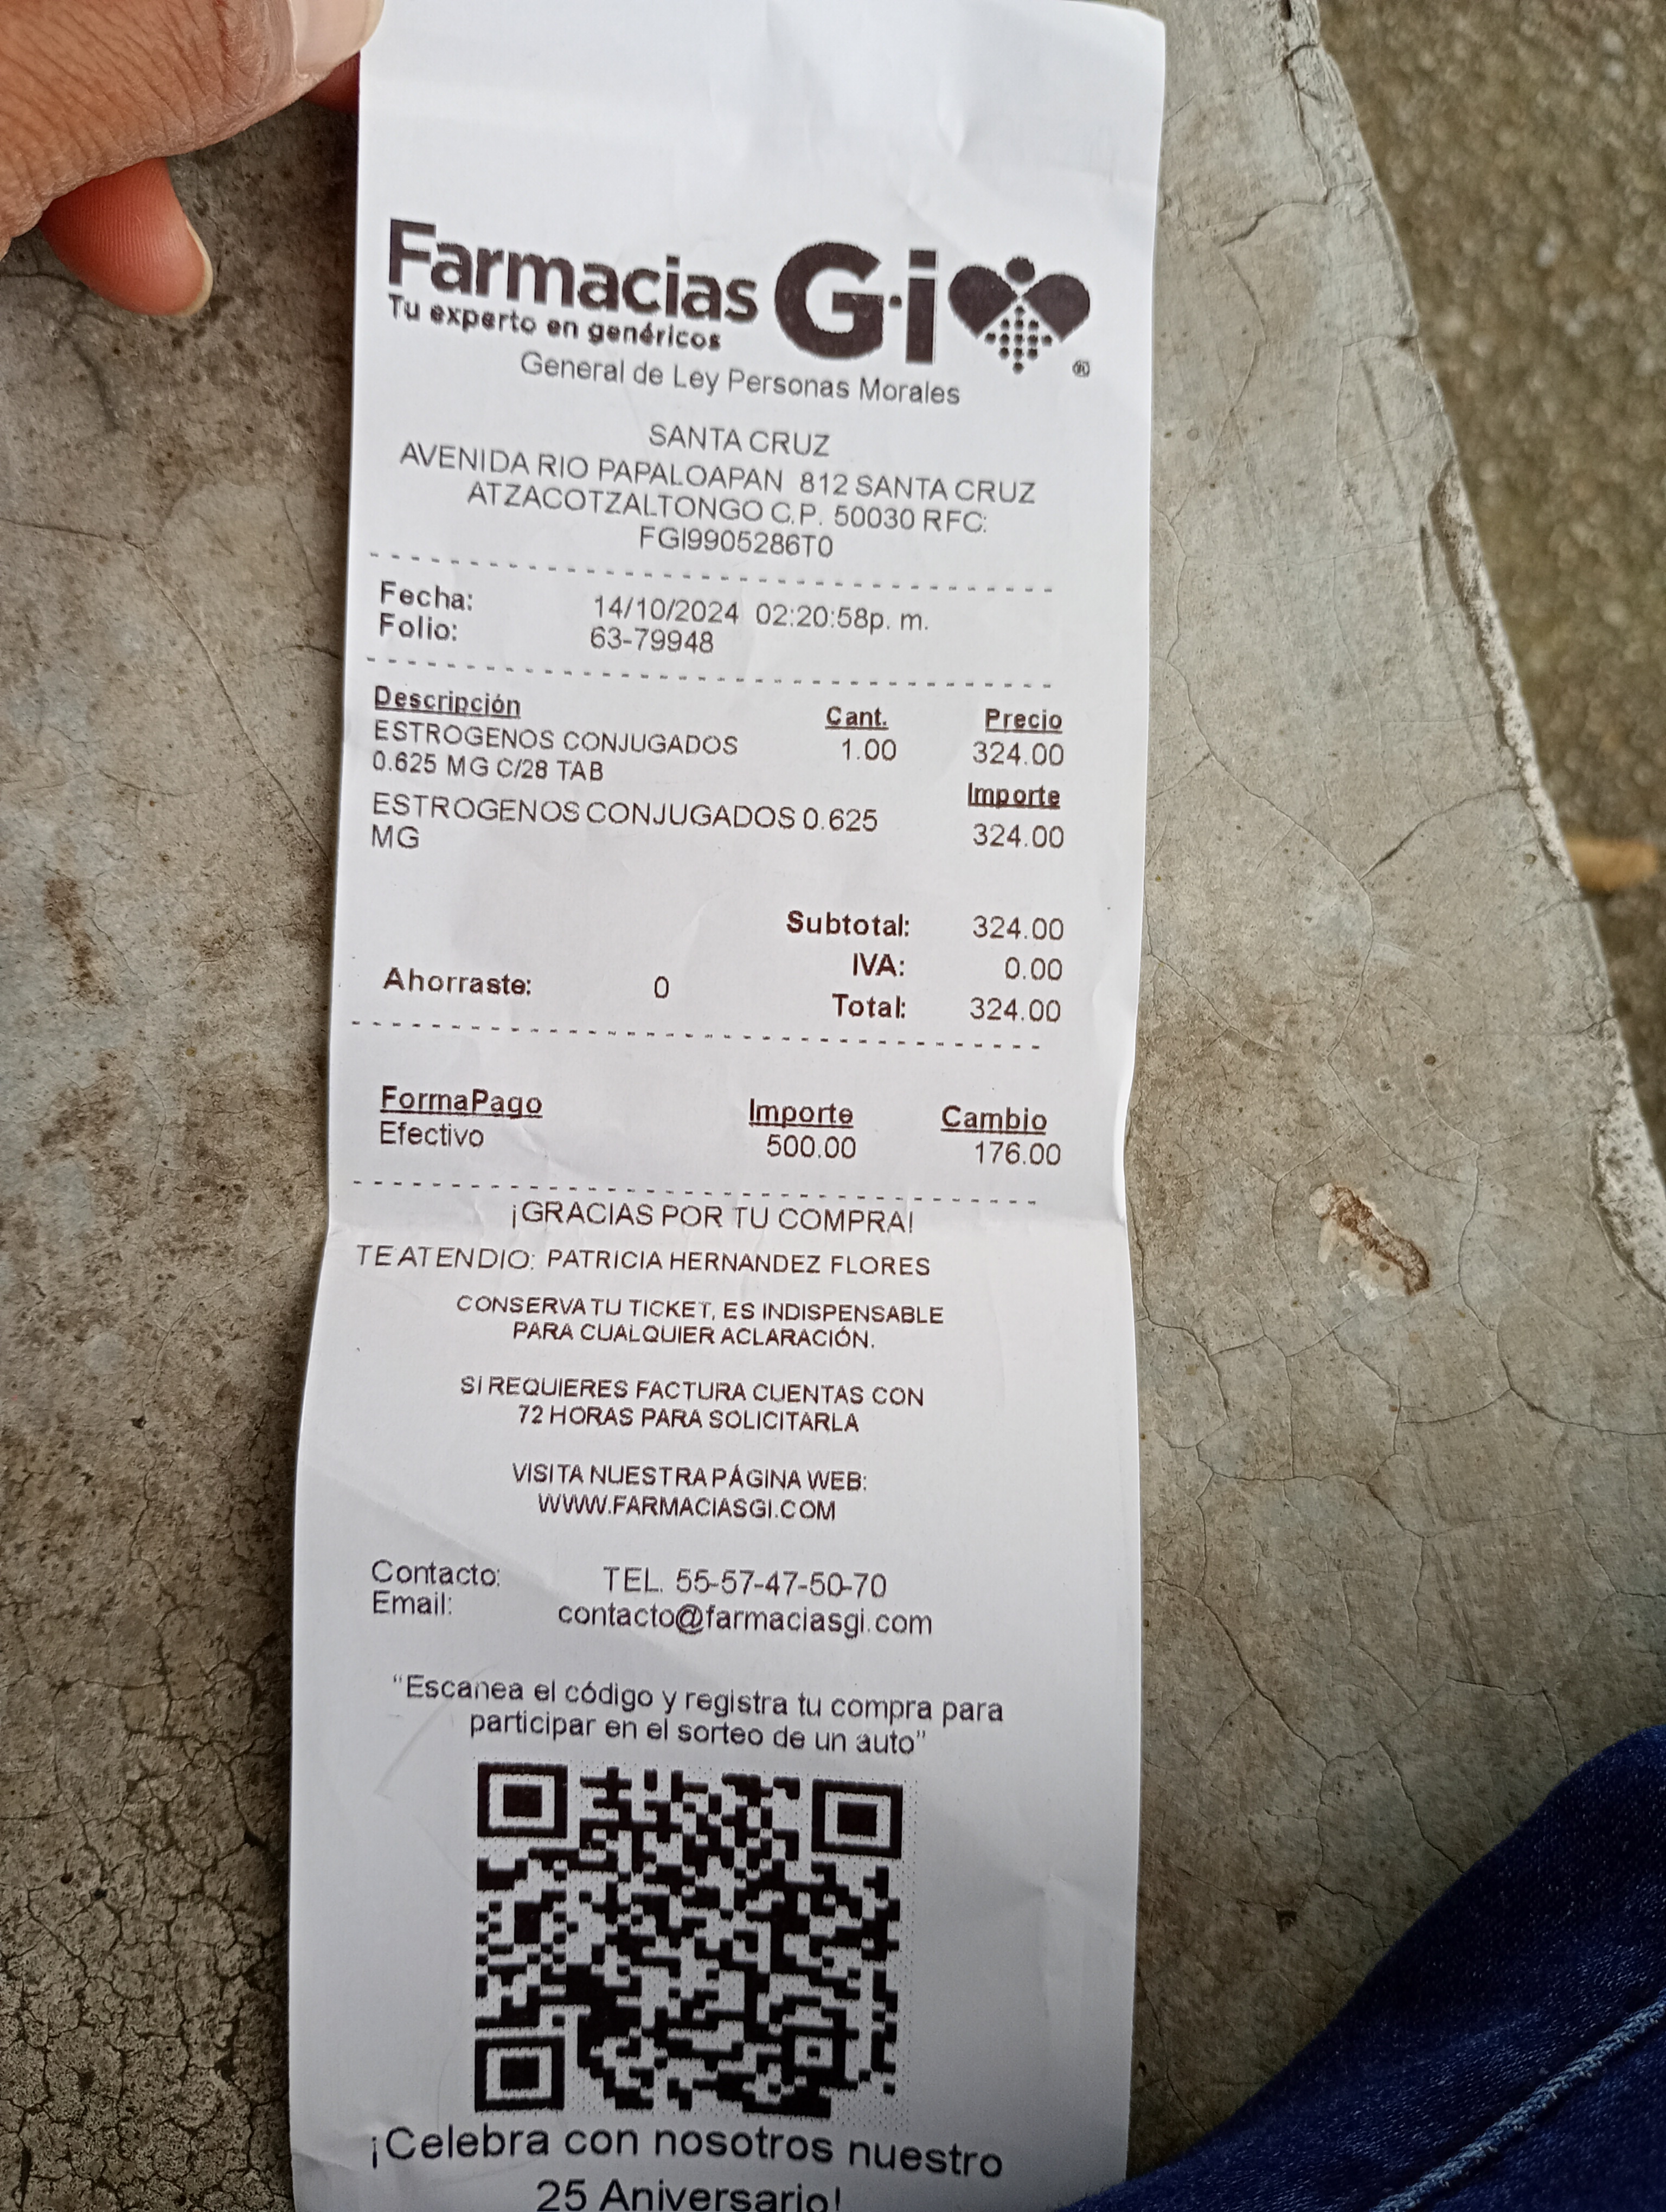 Farmacias G·i
Tu experto en genéricos
®
General de Ley Personas Morales
SANTA CRUZ
AVENIDA RIO PAPALOAPAN 812 SANTA CRUZ
ATZACOTZALTONGO C.P. 50030 RFC:
FGI9905286T0
Fecha: 14/10/2024 02:20:58p. m.
Folio: 63-79948
Descripción Cant. Precio
ESTROGENOS CONJUGADOS 1.00 324.00
0.625 MG C/28 TAB
Importe
ESTROGENOS CONJUGADOS 0.625 324.00
MG
Subtotal: 324.00
IVA: 0.00
Ahorraste: 0 Total: 324.00
FormaPago Importe Cambio
Efectivo 500.00 176.00
¡GRACIAS POR TU COMPRA!
TE ATENDIO: PATRICIA HERNANDEZ FLORES
CONSERVA TU TICKET, ES INDISPENSABLE
PARA CUALQUIER ACLARACIÓN.
SI REQUIERES FACTURA CUENTAS CON
72 HORAS PARA SOLICITARLA
VISITA NUESTRA PÁGINA WEB:
WWW.FARMACIASGI.COM
Contacto: TEL. 55-57-47-50-70
Email: contacto@farmaciasgi.com
“Escanea el código y registra tu compra para
participar en el sorteo de un auto”
¡Celebra con nosotros nuestro
25 Aniversario!